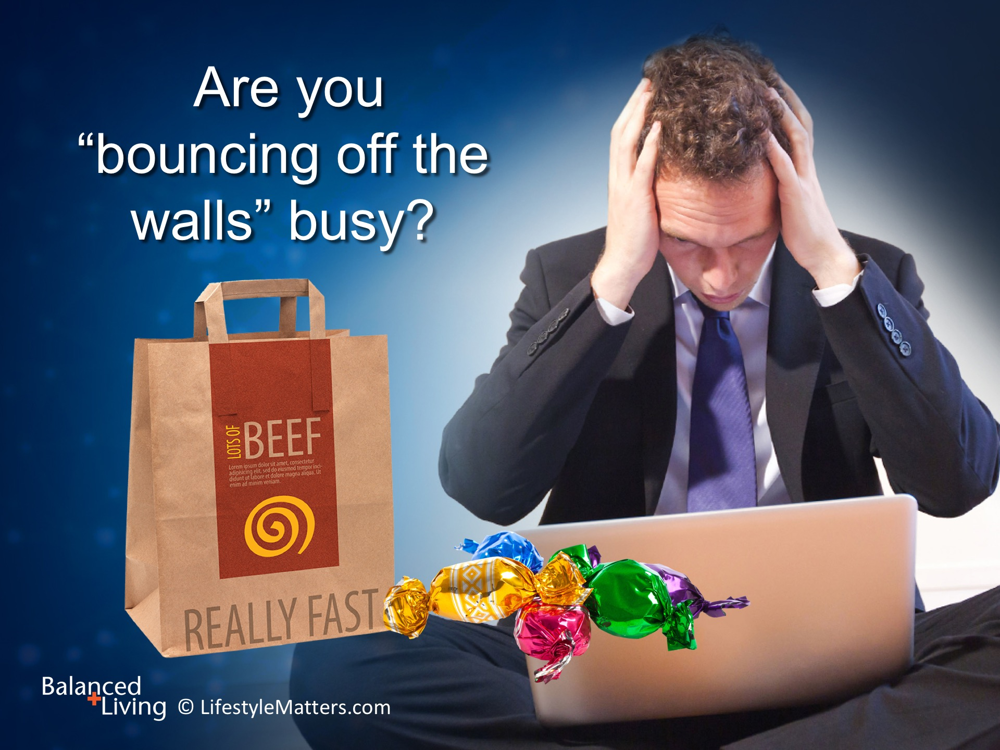 Are you
“bouncing off the
walls” busy?
LOTS OF
BEEF
Lorem ipsum dolor sit amet, consectetur
adipisicing elit, sed do eiusmod tempor inci-
didunt ut labore et dolore magna aliqua. Ut
enim ad minim veniam.
REALLY FAST
Balanced
Living © LifestyleMatters.com